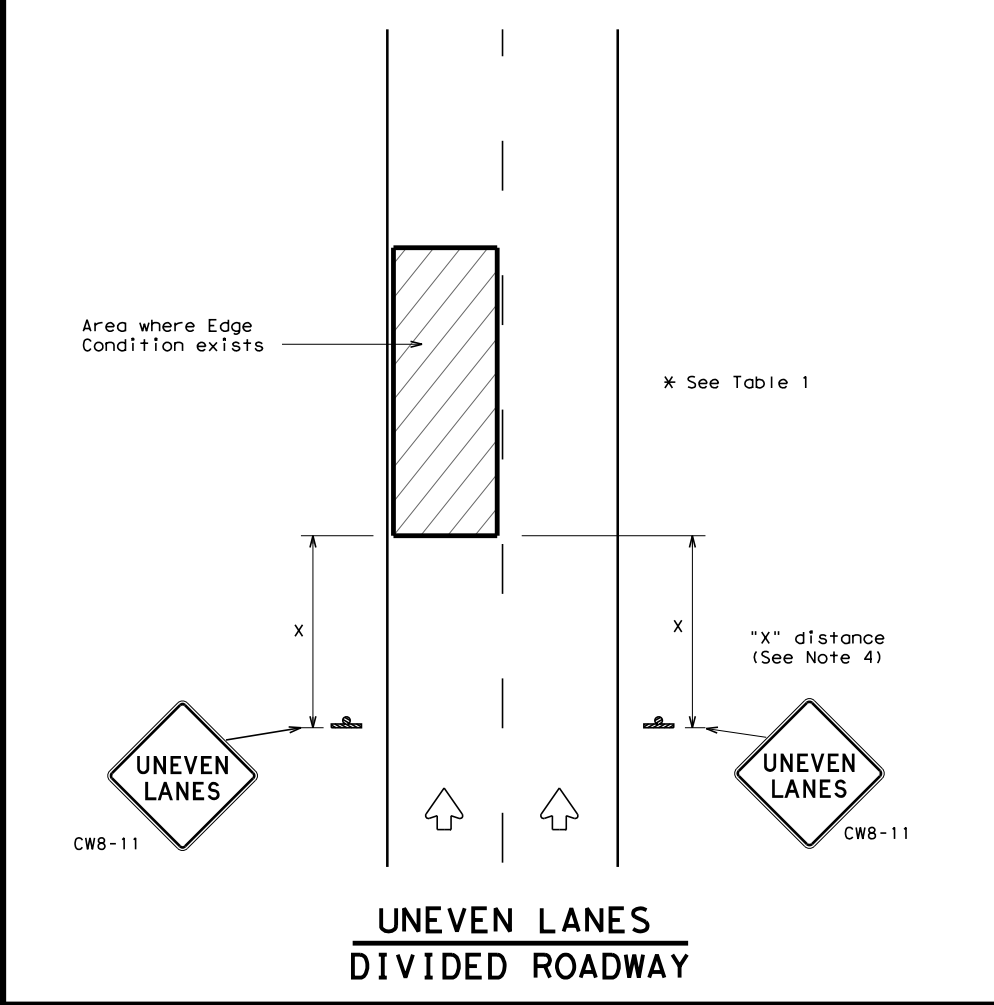 Area where Edge
Condition exists
* See Table 1
X
X
"X" distance
(See Note 4)
UNEVEN
LANES
CW8-11
UNEVEN
LANES
CW8-11
UNEVEN LANES
DIVIDED ROADWAY